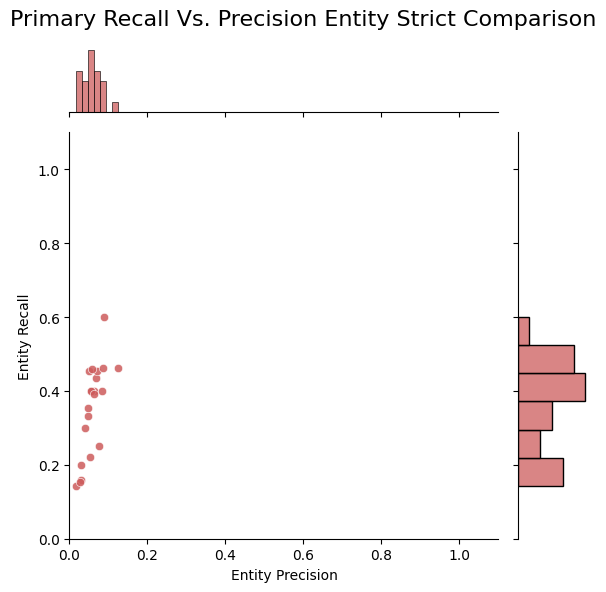 Primary Recall Vs. Precision Entity Strict Comparison
1.0
0.8
0.6
0.4
0.2
0.0
Entity Recall
0.0 0.2 0.4 0.6 0.8 1.0
Entity Precision